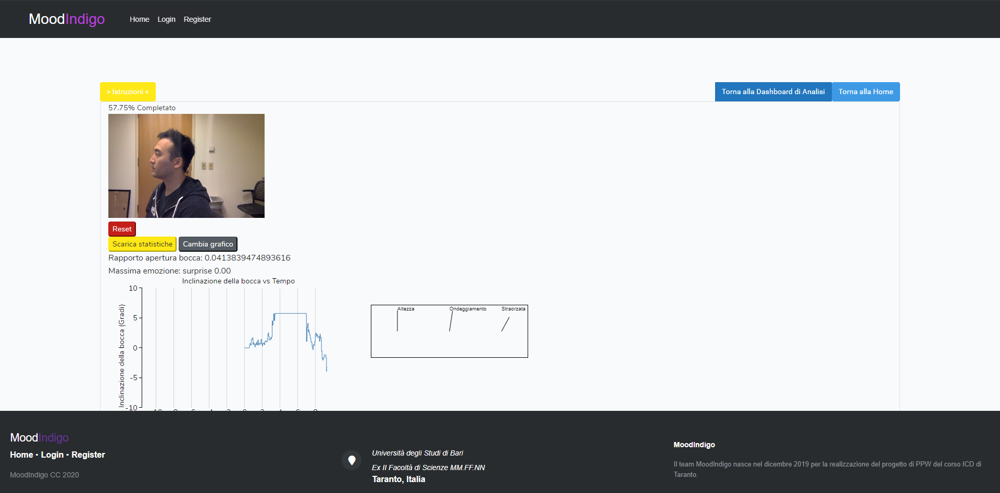 MoodIndigo
Home Login Register
> Istruzioni <
Torna alla Dashboard di Analisi
Torna alla Home
57.75% Completato
Reset
Scarica statistiche
Cambia grafico
Rapporto apertura bocca: 0.0413839474893616
Massima emozione: surprise 0.00
Inclinazione della bocca vs Tempo
Inclinazione della bocca (Gradi)
10
5
0
-5
-10
Altezza
Ondeggiamento
Straorzata
MoodIndigo
Home - Login - Register
MoodIndigo CC 2020
Università degli Studi di Bari
Ex II Facoltà di Scienze MM.FF.NN
Taranto, Italia
MoodIndigo
Il team MoodIndigo nasce nel dicembre 2019 per la realizzazione del progetto di PPW del corso ICD di
Taranto.